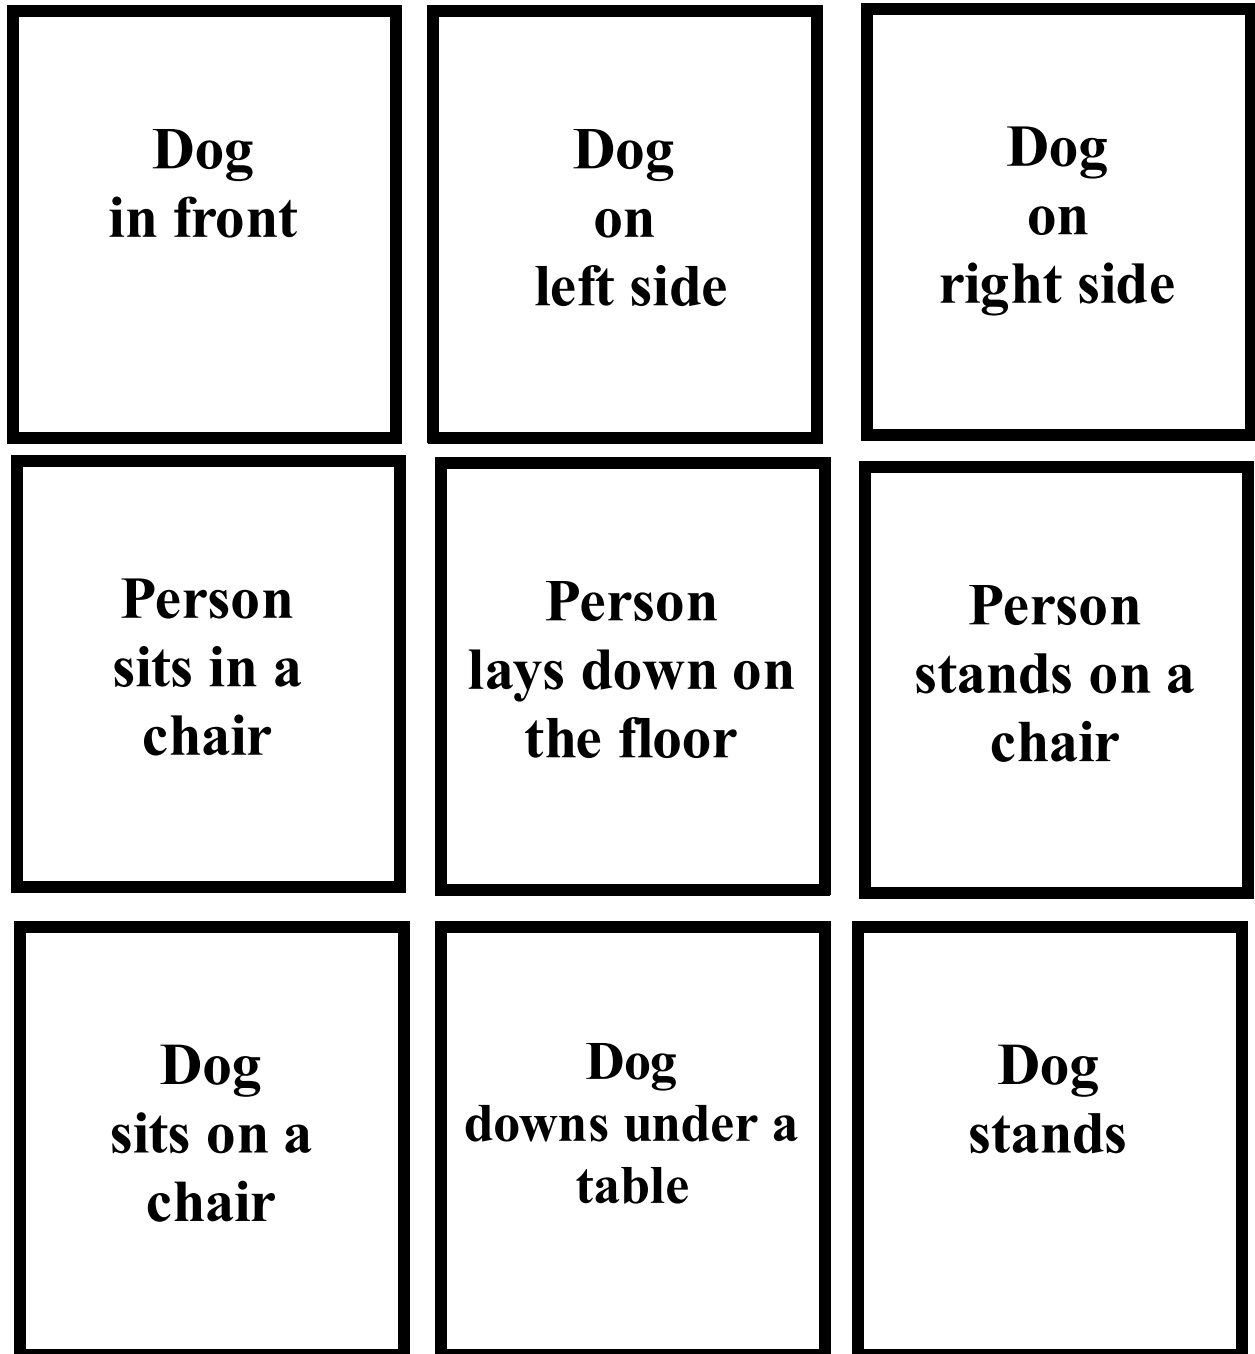 Dog
in front
Dog
on
left side
Dog
on
right side
Person
sits in a
chair
Person
lays down on
the floor
Person
stands on a
chair
Dog
sits on a
chair
Dog
downs under a
table
Dog
stands